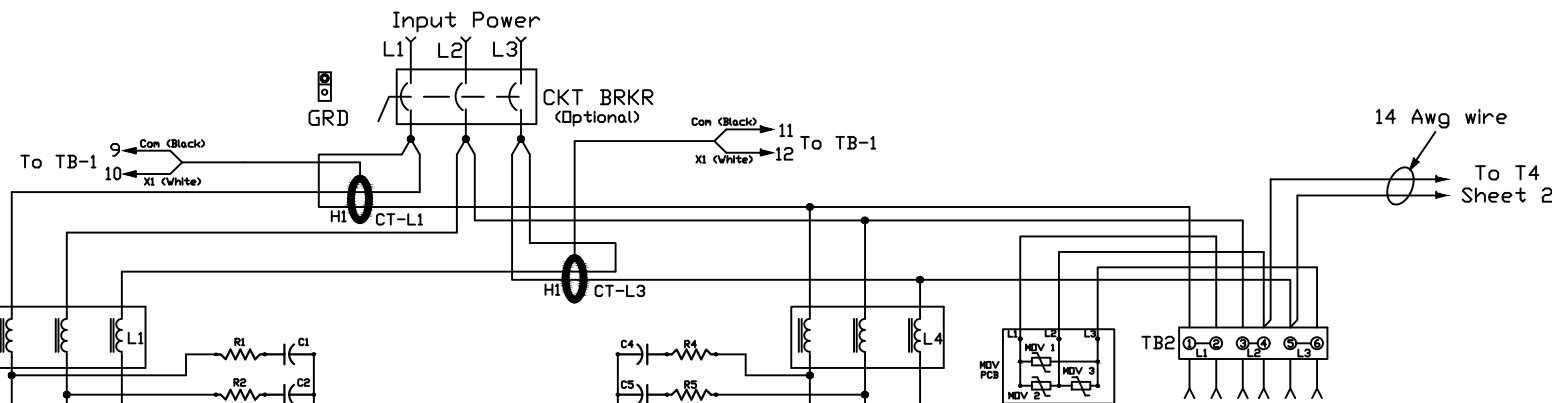 Input Power
L1 L2 L3
GRD
CKT BRKR
(Optional)
To TB-1
9 Com (Black)
10 X1 (White)
Com (Black) 11
X1 (White) 12
To TB-1
14 Awg wire
To T4
Sheet 2
H1 CT-L1
H1 CT-L3
L1
R1 C1
R2 C2
C4 R4
C5 R5
L4
L1 L2 L3
MOV
PCB
MOV 1
MOV 2
MOV 3
TB2
1 2 3 4 5 6
L1 L2 L3